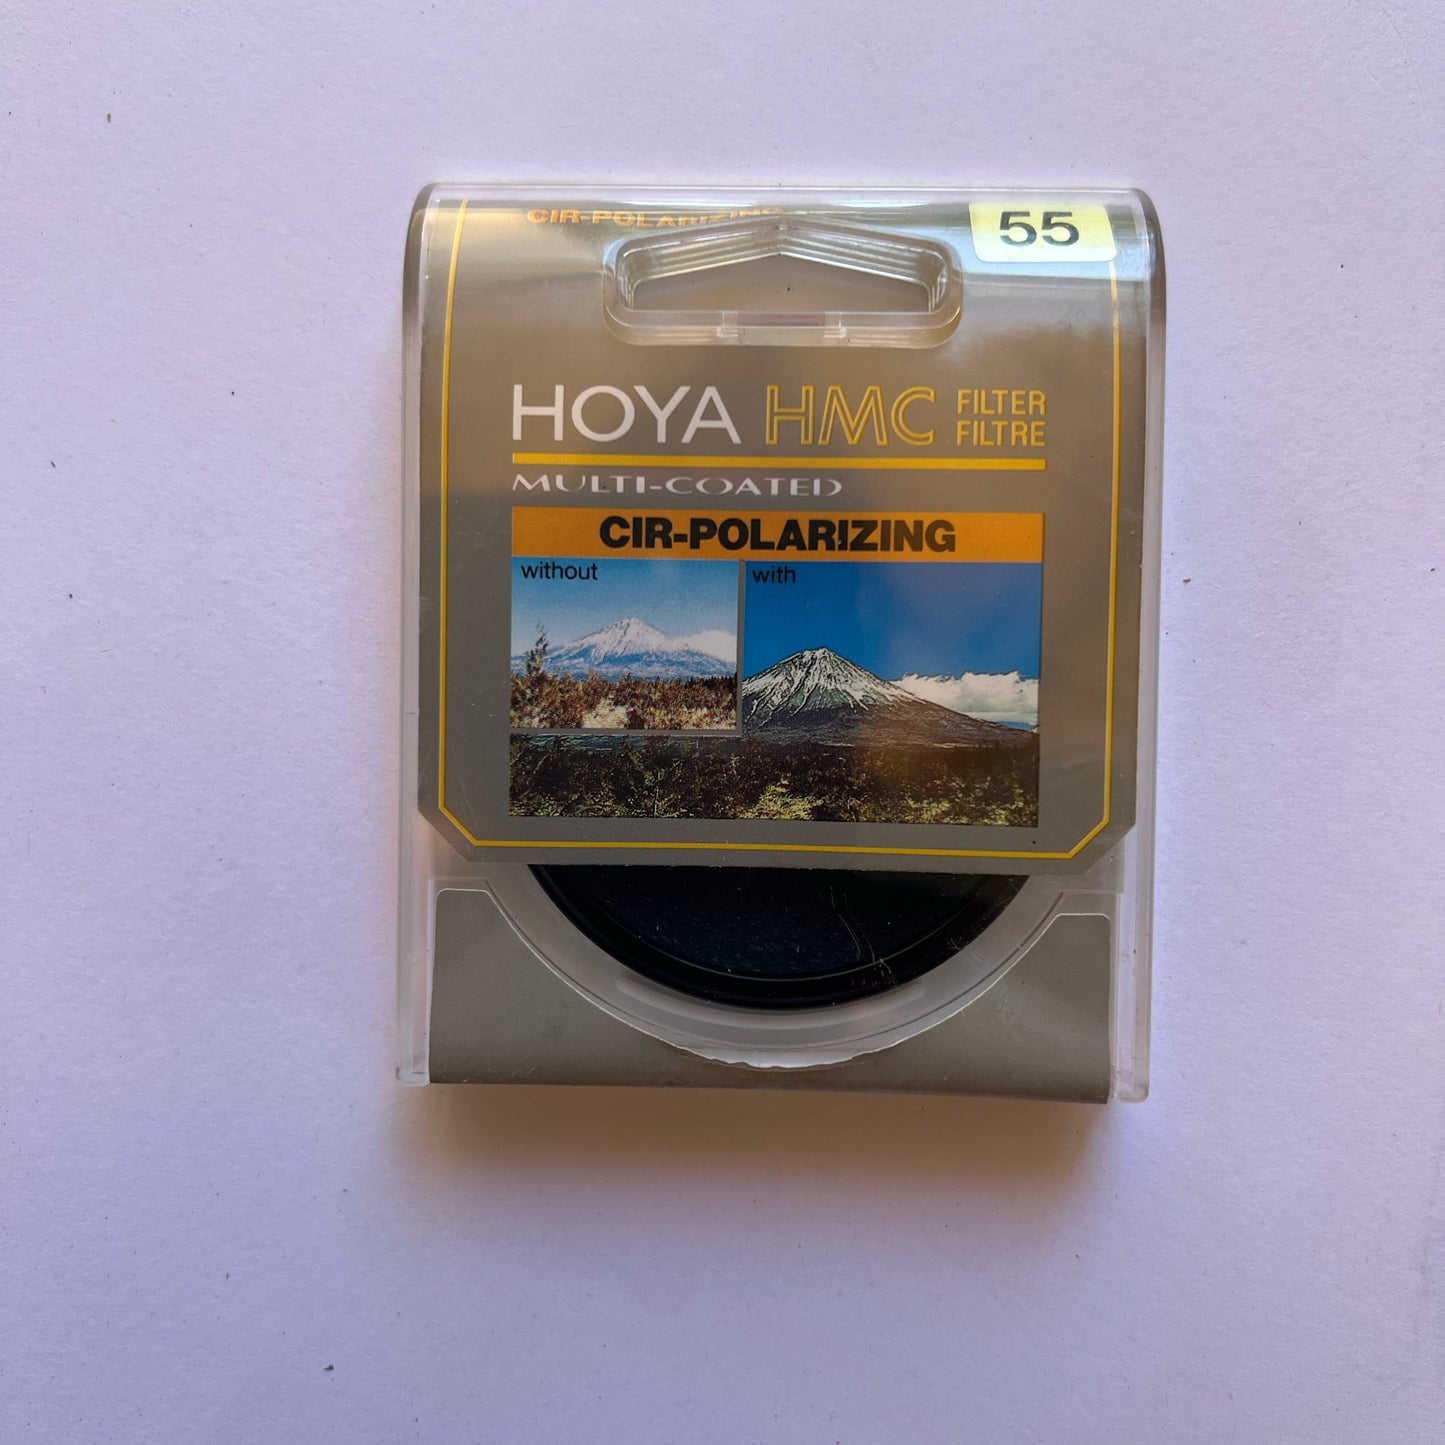 CIR-POLARIZING
55
HOYA HMC FILTER
FILTRE
MULTI-COATED
CIR-POLARIZING
without
with